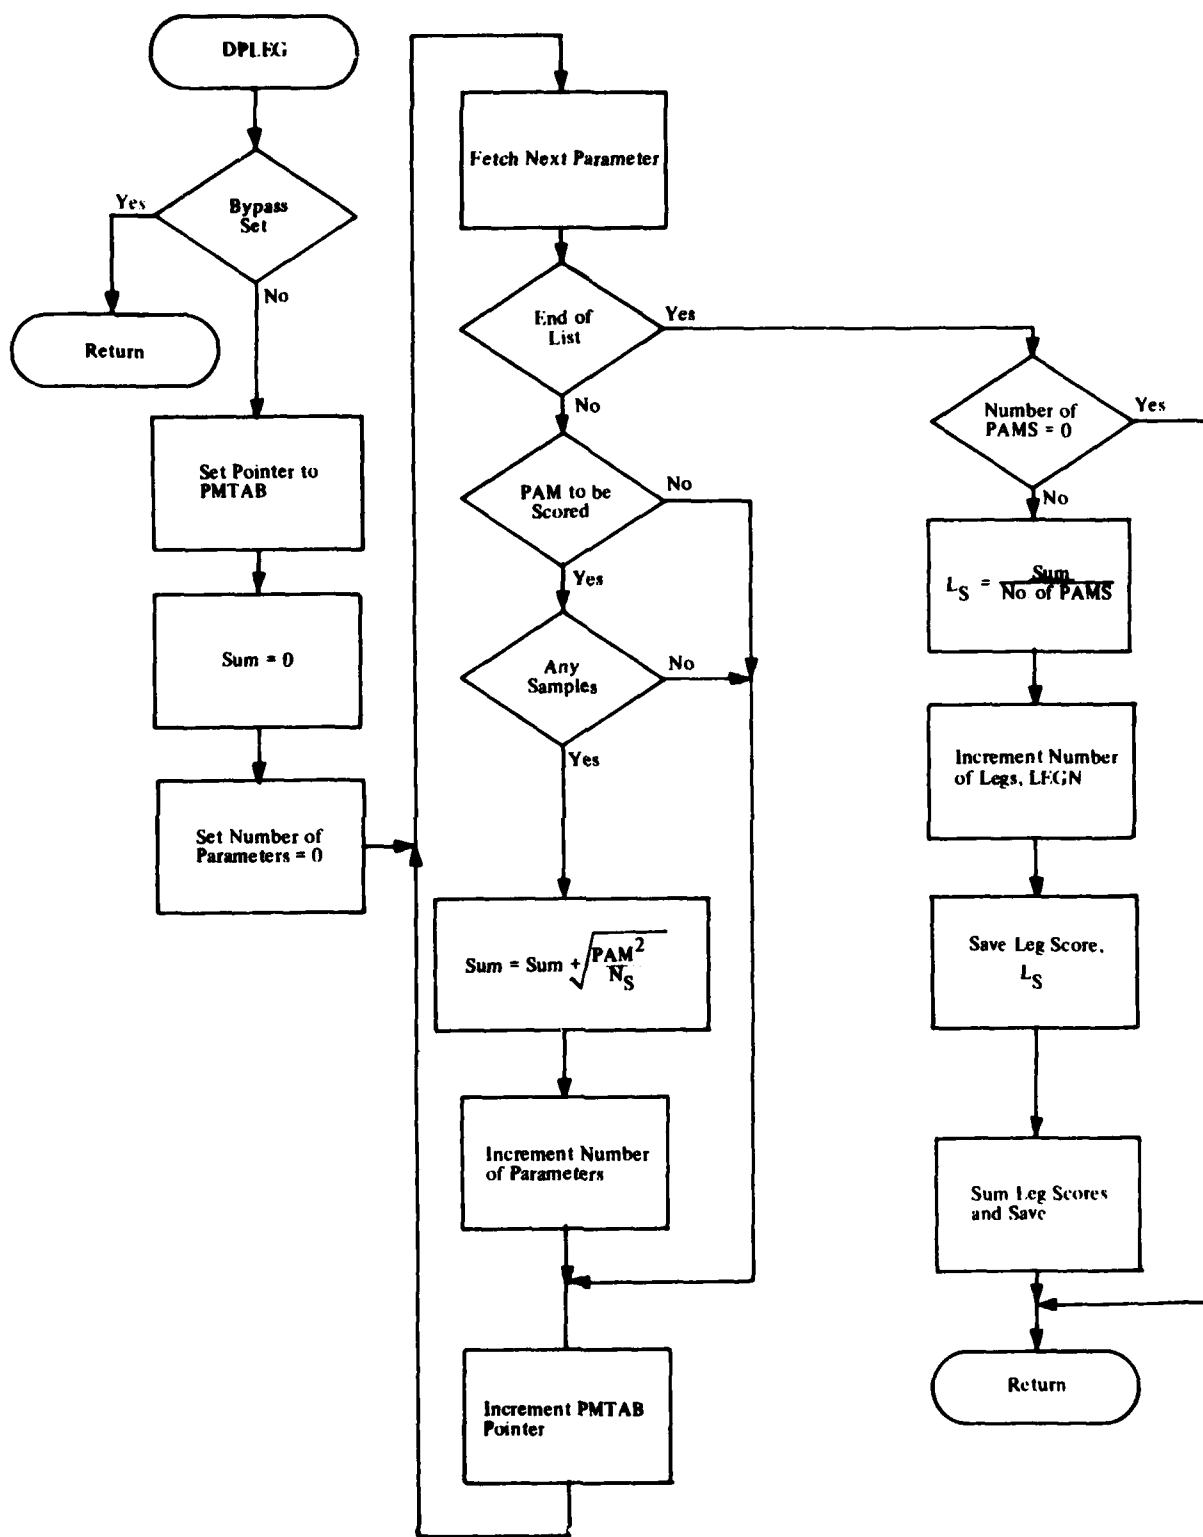 DPLEG
Bypass
Set
Yes
No
Return
Set Pointer to
PMTAB
Sum = 0
Set Number of
Parameters = 0
Fetch Next Parameter
End of
List
Yes
No
PAM to be
Scored
No
Yes
Any
Samples
No
Yes
Sum = Sum + √ PAM²
N_S
Increment Number
of Parameters
Increment PMTAB
Pointer
Number of
PAMS = 0
Yes
No
L_S = Sum
No. of PAMS
Increment Number
of Legs, LEGN
Save Leg Score,
L_S
Sum Leg Scores
and Save
Return